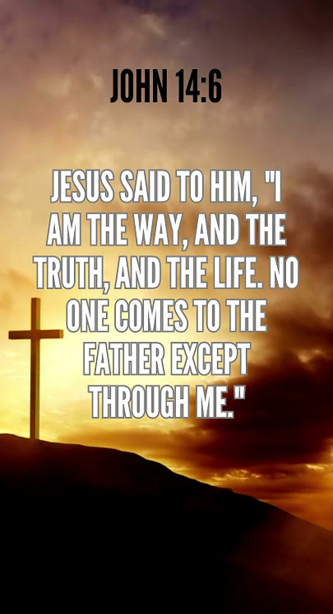 JOHN 14:6
JESUS SAID TO HIM, "I
AM THE WAY, AND THE
TRUTH, AND THE LIFE. NO
ONE COMES TO THE
FATHER EXCEPT
THROUGH ME."